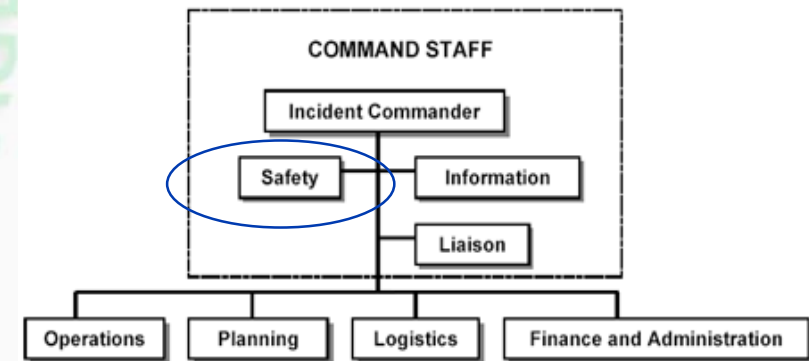 COMMAND STAFF
Incident Commander
Safety
Information
Liaison
Operations
Planning
Logistics
Finance and Administration